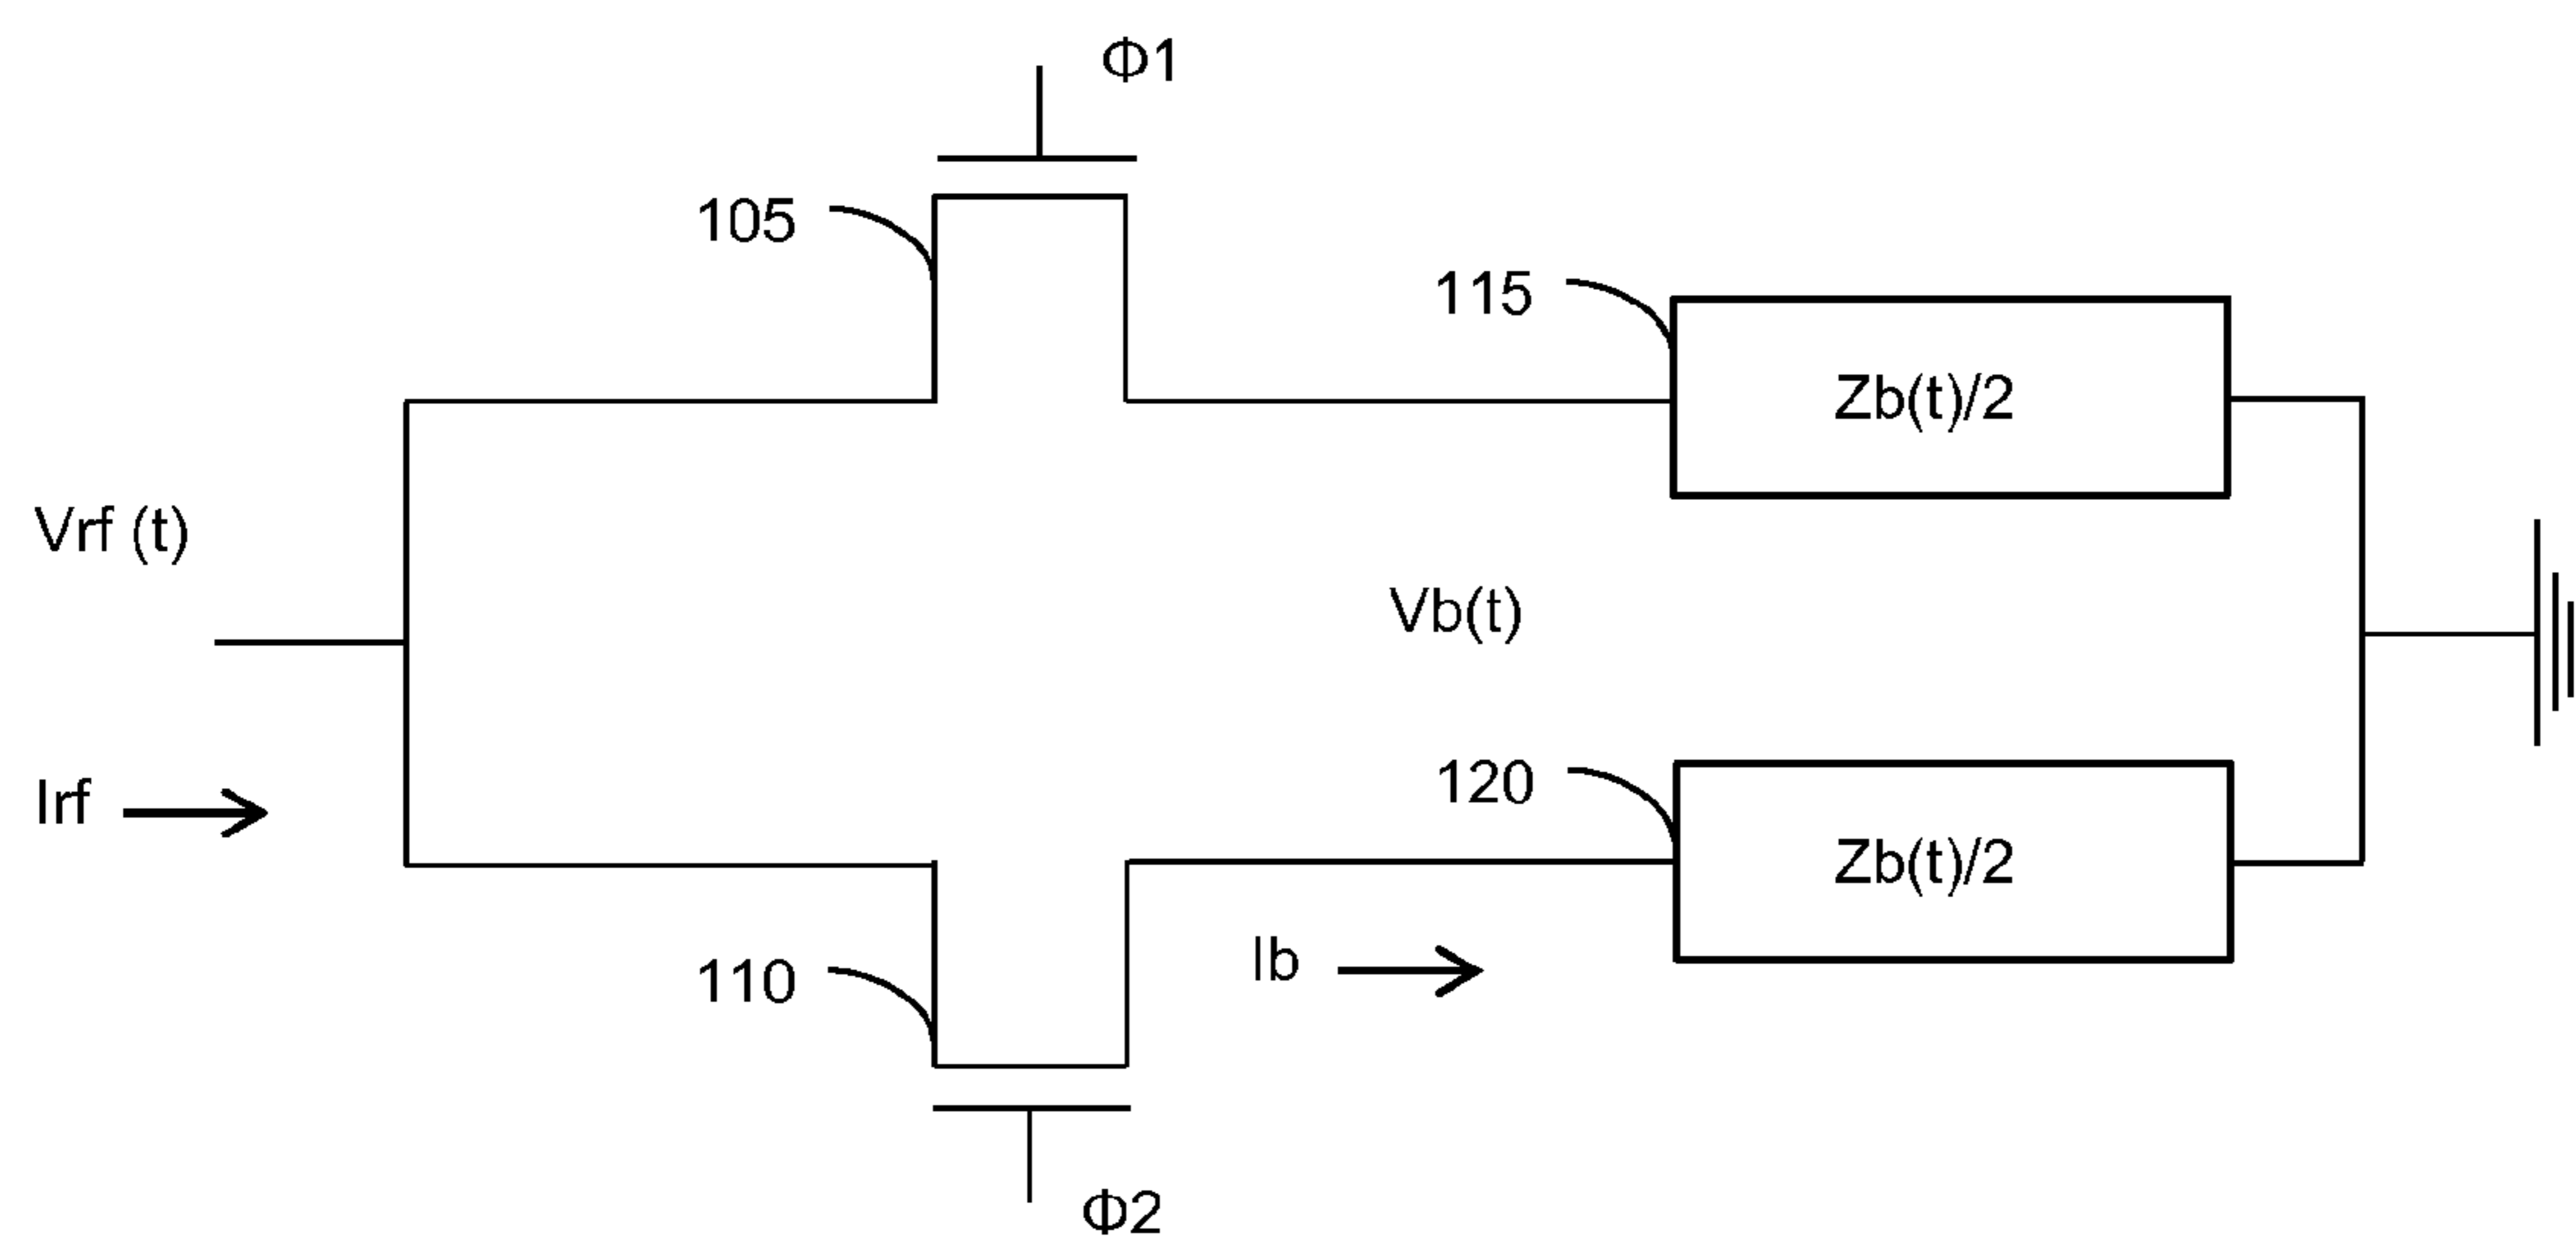 Φ1
105
115
Zb(t)/2
Vrf (t)
Vb(t)
Irf
120
Zb(t)/2
110
Ib
Φ2